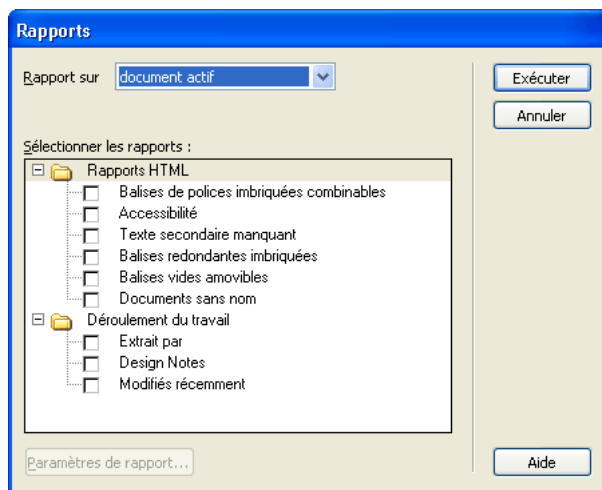 Rapports
Rapport sur document actif
Exécuter
Annuler
Sélectionner les rapports :
Rapports HTML
Balises de polices imbriquées combinables
Accessibilité
Texte secondaire manquant
Balises redondantes imbriquées
Balises vides amovibles
Documents sans nom
Déroulement du travail
Extrait par
Design Notes
Modifiés récemment
Paramètres de rapport...
Aide